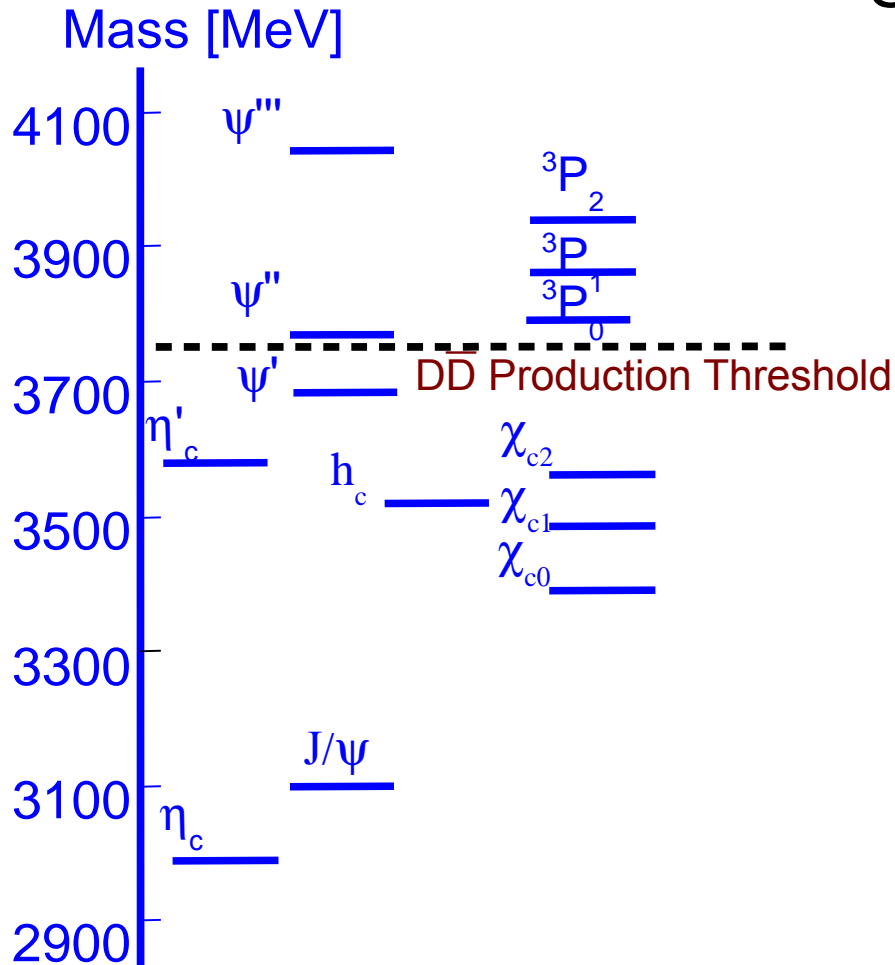 Mass [MeV]
4100
ψ'''
³P₂
3900
³P₁
ψ''
³P₀
3700
ψ'
DD̅ Production Threshold
η'c
χc2
hc
3500
χc1
χc0
3300
J/ψ
3100
ηc
2900